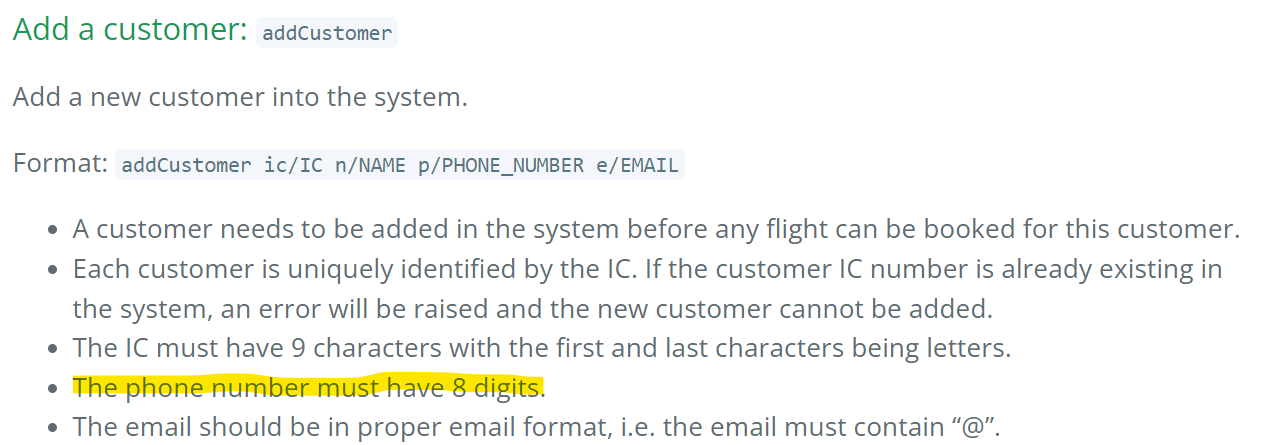 Add a customer: addCustomer
Add a new customer into the system.
Format: addCustomer ic/IC n/NAME p/PHONE_NUMBER e/EMAIL
• A customer needs to be added in the system before any flight can be booked for this customer.
• Each customer is uniquely identified by the IC. If the customer IC number is already existing in
the system, an error will be raised and the new customer cannot be added.
• The IC must have 9 characters with the first and last characters being letters.
• The phone number must have 8 digits.
• The email should be in proper email format, i.e. the email must contain “@”.